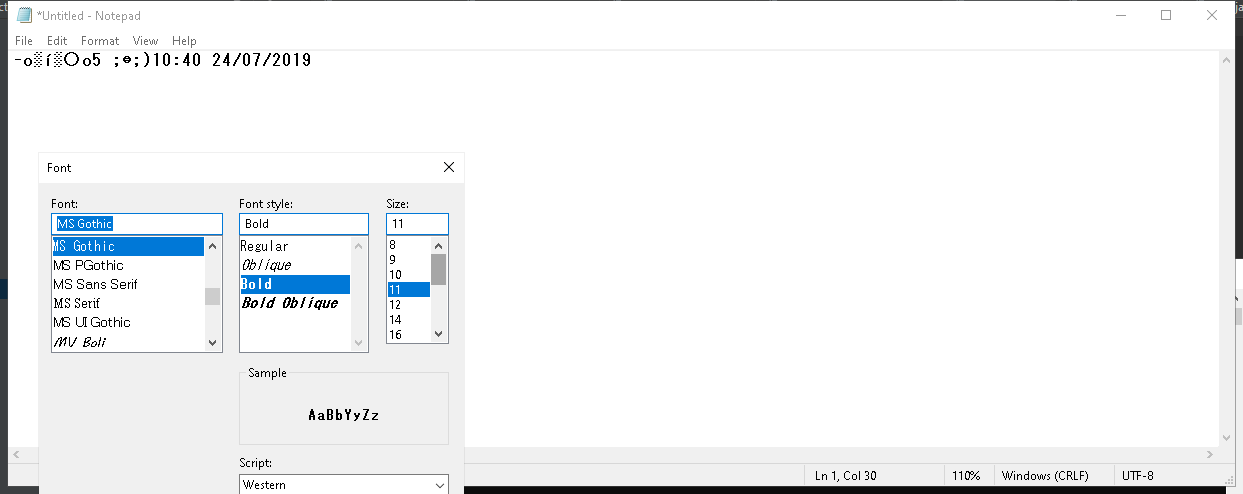 *Untitled - Notepad
File Edit Format View Help
-o▒í▒〇o5 ;๏;)10:40 24/07/2019
Font
Font: Font style: Size:
MS Gothic Bold 11
MS Gothic Regular 8
MS PGothic Oblique 9
MS Sans Serif Bold 10
MS Serif Bold Oblique 11
MS UI Gothic 12
MV Boli 14
16
Sample
AaBbYyZz
Script:
Western
Ln 1, Col 30 110% Windows (CRLF) UTF-8